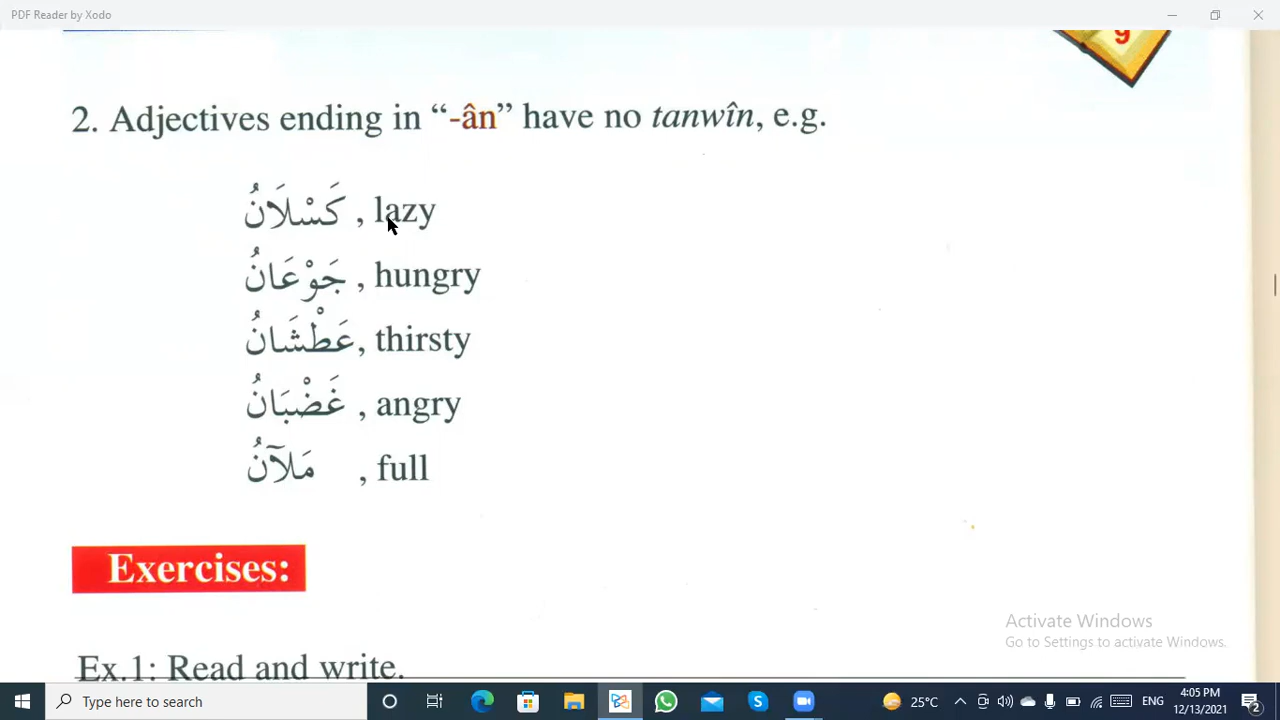 PDF Reader by Xodo
9
2. Adjectives ending in “-ân” have no tanwîn, e.g.
كَسْلَانُ , lazy
جَوْعَانُ , hungry
عَطْشَانُ , thirsty
غَضْبَانُ , angry
مَلآنُ , full
Exercises:
Activate Windows
Go to Settings to activate Windows.
Ex.1: Read and write.
Type here to search
25°C
ENG
4:05 PM
12/13/2021
2